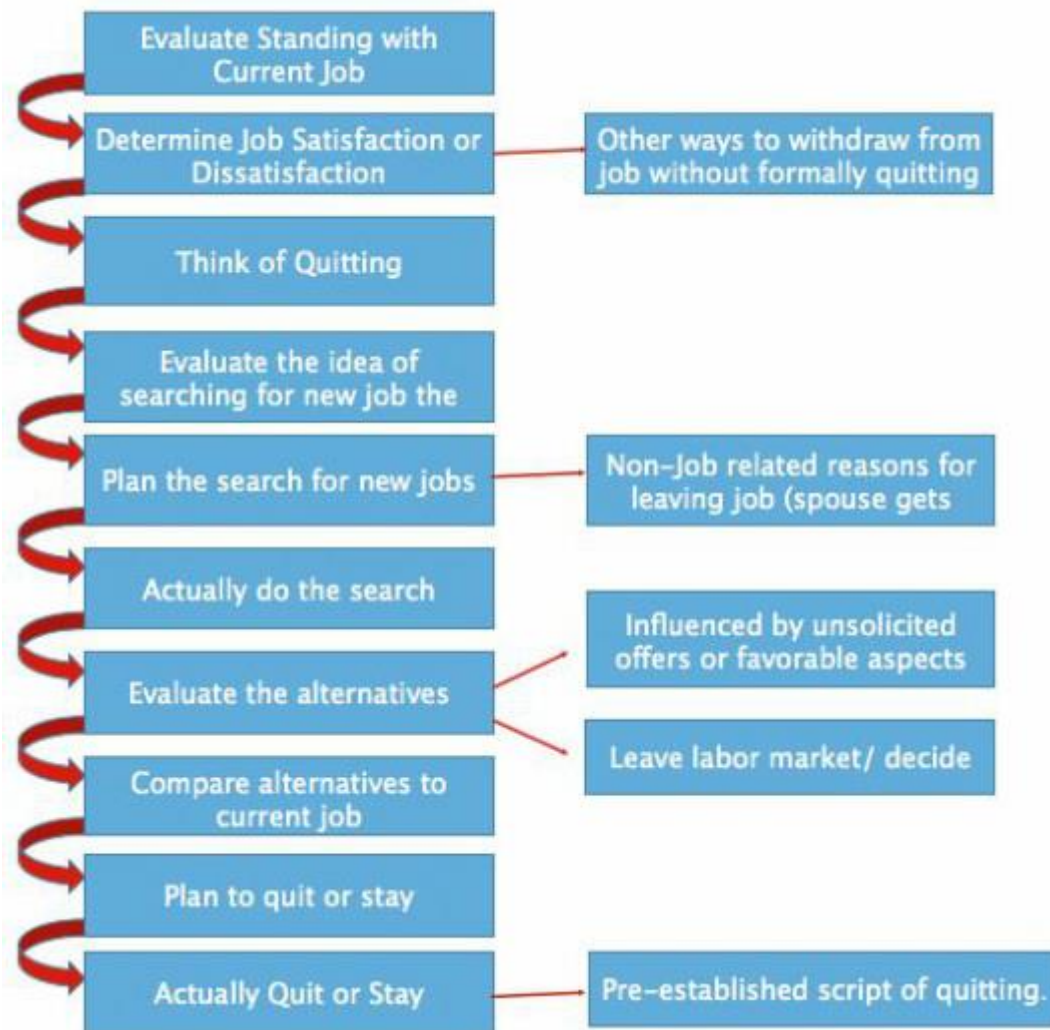 Evaluate Standing with
Current Job
Determine Job Satisfaction or
Dissatisfaction
Other ways to withdraw from
job without formally quitting
Think of Quitting
Evaluate the idea of
searching for new job the
Plan the search for new jobs
Non-Job related reasons for
leaving job (spouse gets
Actually do the search
Influenced by unsolicited
offers or favorable aspects
Evaluate the alternatives
Leave labor market/ decide
Compare alternatives to
current job
Plan to quit or stay
Actually Quit or Stay
Pre-established script of quitting.